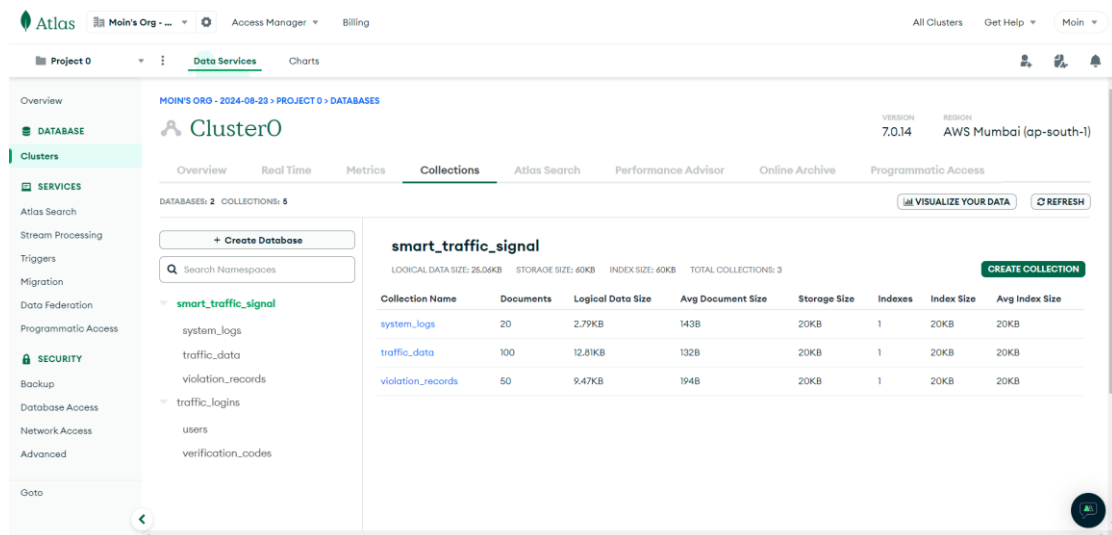 Atlas Moin's Org - ... Access Manager Billing All Clusters Get Help Moin
Project 0 Data Services Charts
Overview
DATABASE
Clusters
SERVICES
Atlas Search
Stream Processing
Triggers
Migration
Data Federation
Programmatic Access
SECURITY
Backup
Database Access
Network Access
Advanced
Goto
MOIN'S ORG - 2024-08-23 > PROJECT 0 > DATABASES
Cluster0
VERSION REGION
7.0.14 AWS Mumbai (ap-south-1)
Overview Real Time Metrics Collections Atlas Search Performance Advisor Online Archive Programmatic Access
DATABASES: 2 COLLECTIONS: 5
VISUALIZE YOUR DATA REFRESH
+ Create Database
Search Namespaces
smart_traffic_signal
system_logs
traffic_data
violation_records
traffic_logins
users
verification_codes
smart_traffic_signal
LOGICAL DATA SIZE: 25.06KB STORAGE SIZE: 60KB INDEX SIZE: 60KB TOTAL COLLECTIONS: 3
CREATE COLLECTION
Collection Name Documents Logical Data Size Avg Document Size Storage Size Indexes Index Size Avg Index Size
system_logs 20 2.79KB 143B 20KB 1 20KB 20KB
traffic_data 100 12.81KB 132B 20KB 1 20KB 20KB
violation_records 50 9.47KB 194B 20KB 1 20KB 20KB